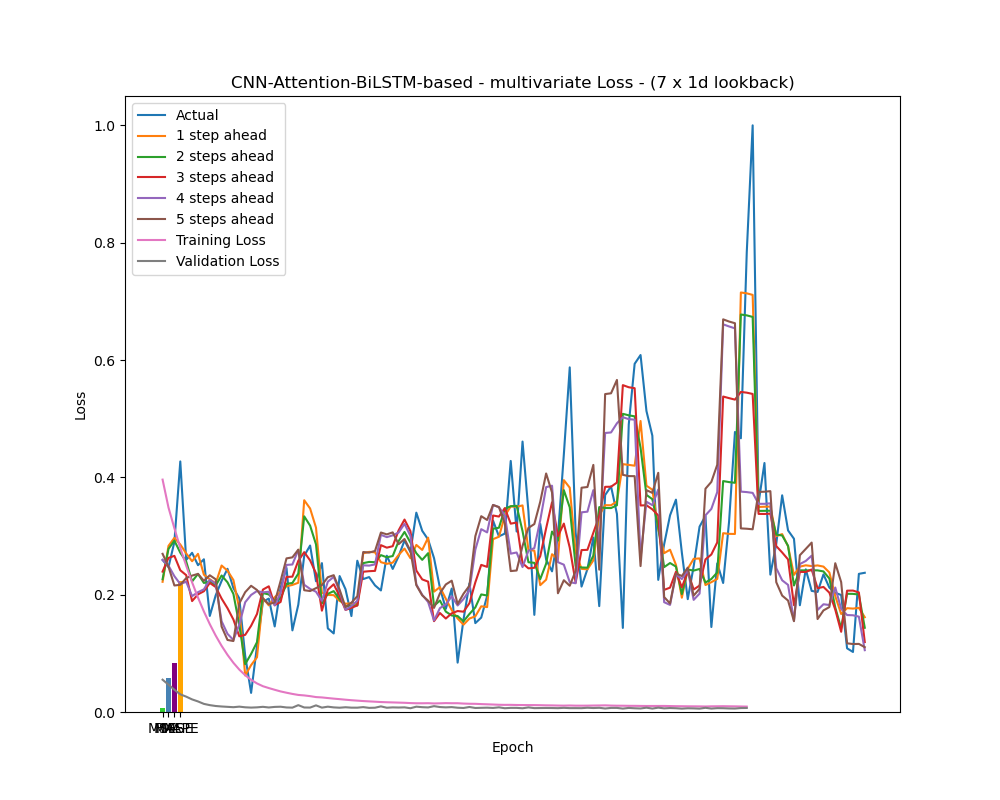 CNN-Attention-BiLSTM-based - multivariate Loss - (7 x 1d lookback)
Actual
1 step ahead
2 steps ahead
3 steps ahead
4 steps ahead
5 steps ahead
Training Loss
Validation Loss
1.0
0.8
0.6
0.4
0.2
0.0
Loss
Epoch